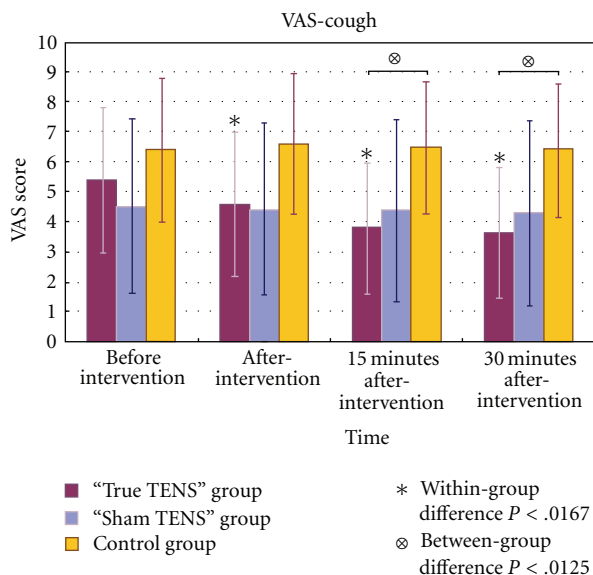 VAS-cough
VAS score
10
9
8
7
6
5
4
3
2
1
0
*
*
*
⊗
⊗
Before
intervention
After-
intervention
15 minutes
after-
intervention
30 minutes
after-
intervention
Time
“True TENS” group
“Sham TENS” group
Control group
* Within-group
difference P < .0167
⊗ Between-group
difference P < .0125